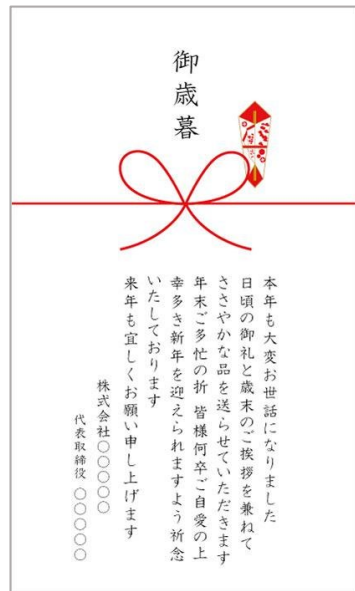 御歳暮
本年も大変お世話になりました
日頃の御礼と歳末のご挨拶を兼ねて
ささやかな品を送らせていただきます
年末ご多忙の折 皆様何卒ご自愛の上
幸多き新年を迎えられますよう祈念
いたしております
来年も宜しくお願い申し上げます
株式会社〇〇〇〇〇
代表取締役 〇〇〇〇〇